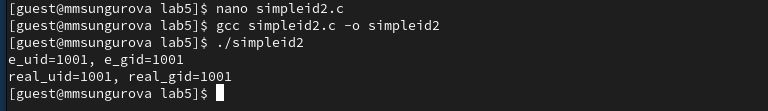 [guest@mmsungurova lab5]$ nano simpleid2.c
[guest@mmsungurova lab5]$ gcc simpleid2.c -o simpleid2
[guest@mmsungurova lab5]$ ./simpleid2
e_uid=1001, e_gid=1001
real_uid=1001, real_gid=1001
[guest@mmsungurova lab5]$